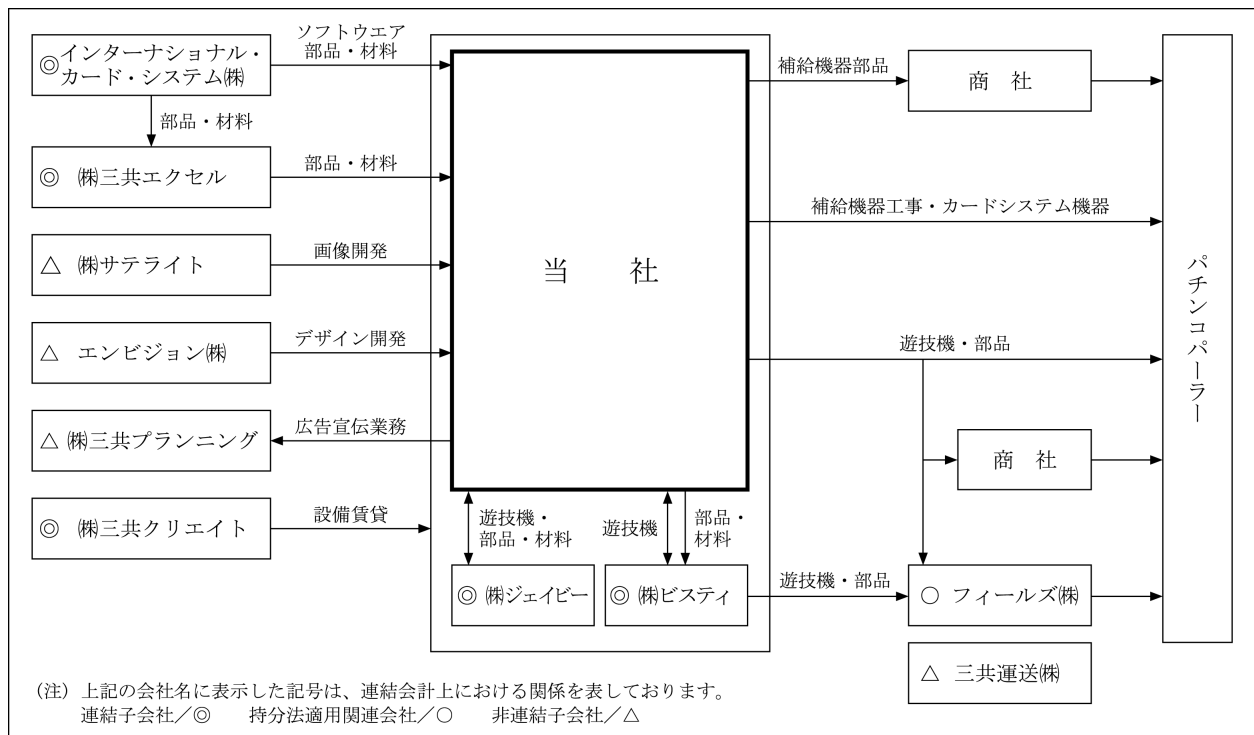 ◎インターナショナル・
カード・システム㈱
ソフトウエア
部品・材料
部品・材料
◎ ㈱三共エクセル
部品・材料
△ ㈱サテライト
画像開発
△ エンビジョン㈱
デザイン開発
△ ㈱三共プランニング
広告宣伝業務
◎ ㈱三共クリエイト
設備賃貸
当 社
遊技機・
部品・材料
遊技機
部品・
材料
◎ ㈱ジェイビー
◎ ㈱ビスティ
補給機器部品
商 社
補給機器工事・カードシステム機器
遊技機・部品
商 社
遊技機・部品
○ フィールズ㈱
△ 三共運送㈱
パチンコパーラー
（注）上記の会社名に表示した記号は、連結会計上における関係を表しております。
連結子会社／◎ 持分法適用関連会社／○ 非連結子会社／△